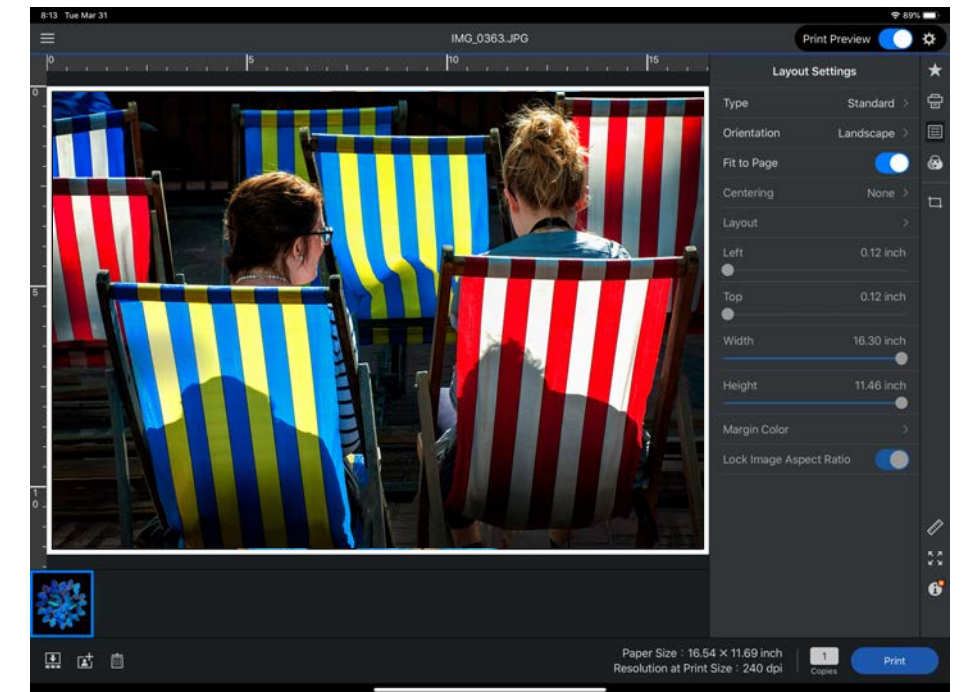 8:13 Tue Mar 31
89%
IMG_0363.JPG
Print Preview
0 5 10 15
0
5
1
0
Layout Settings
Type Standard >
Orientation Landscape >
Fit to Page
Centering None >
Layout >
Left 0.12 inch
Top 0.12 inch
Width 16.30 inch
Height 11.46 inch
Margin Color >
Lock Image Aspect Ratio
Paper Size : 16.54 × 11.69 inch
Resolution at Print Size : 240 dpi
1
Copies
Print